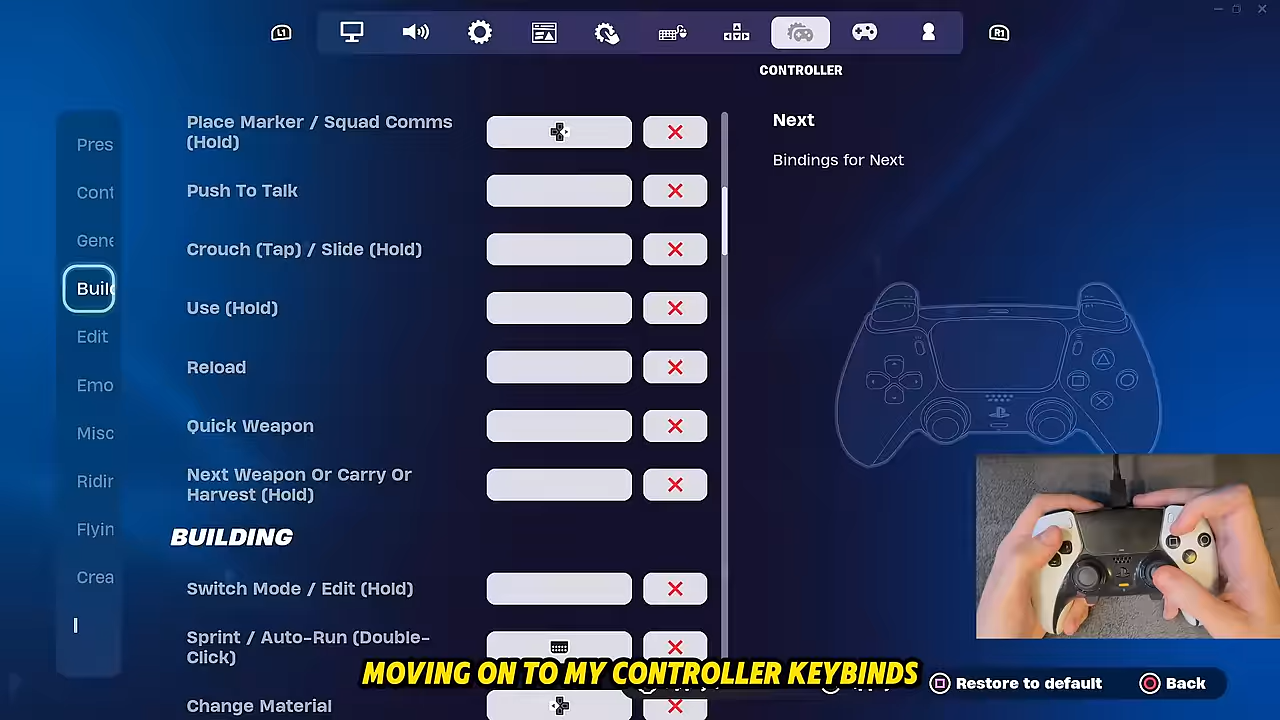 L1
R1
CONTROLLER
Pres
Cont
Gene
Build
Edit
Emo
Misc
Ridin
Flyin
Crea
Place Marker / Squad Comms
(Hold)
Push To Talk
Crouch (Tap) / Slide (Hold)
Use (Hold)
Reload
Quick Weapon
Next Weapon Or Carry Or
Harvest (Hold)
BUILDING
Switch Mode / Edit (Hold)
Sprint / Auto-Run (Double-
Click)
Change Material
Next
Bindings for Next
MOVING ON TO MY CONTROLLER KEYBINDS
Restore to default
Back